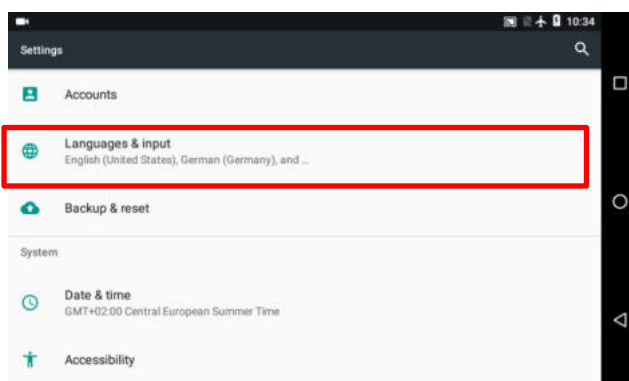 10:34
Settings
Accounts
Languages & input
English (United States), German (Germany), and ...
Backup & reset
System
Date & time
GMT+02:00 Central European Summer Time
Accessibility